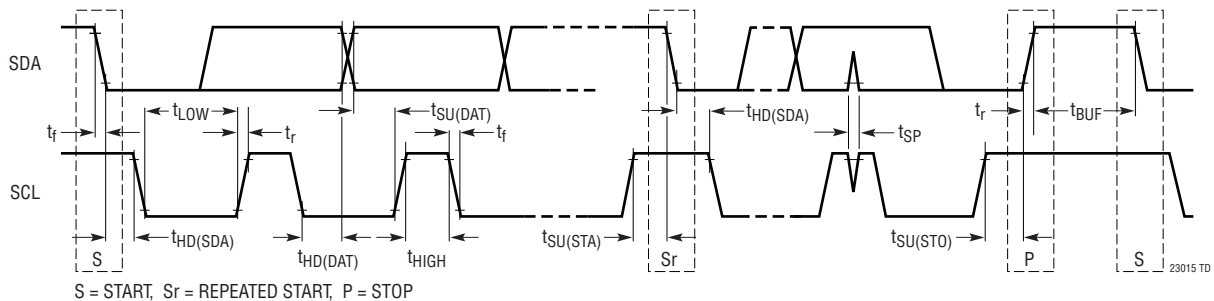 SDA
tLOW
tSU(DAT)
tHD(SDA)
tf
tr
tf
tSP
tr
tBUF
SCL
tHD(SDA)
tHD(DAT)
tHIGH
tSU(STA)
tSU(STO)
S
Sr
P
S
23015 TD
S = START, Sr = REPEATED START, P = STOP